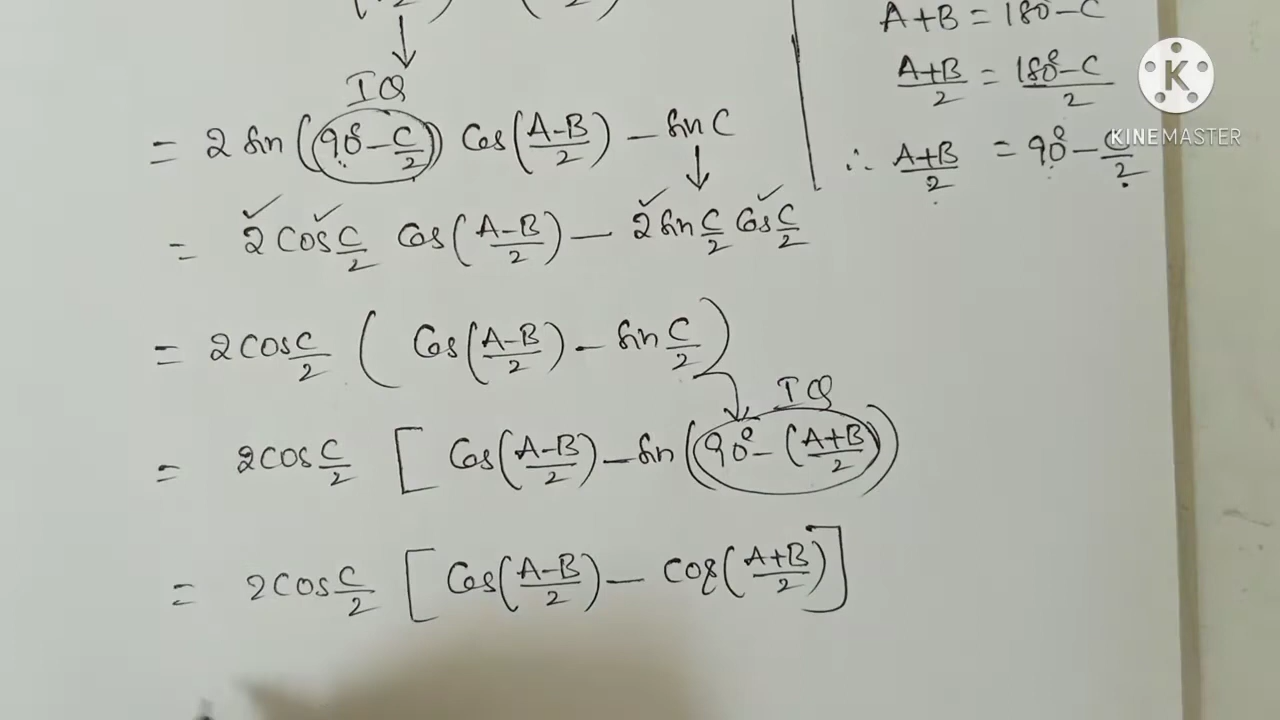 A+B = 180°-C
A+B/2 = 180°-C/2
KINEMASTER
∴ A+B/2 = 90°-C/2
IQ
= 2 Sin(90°-C/2) Cos(A-B/2) - Sin C
= 2 Cos C/2 Cos(A-B/2) - 2 Sin C/2 Cos C/2
= 2 Cos C/2 ( Cos(A-B/2) - Sin C/2 )
IQ
= 2 Cos C/2 [ Cos(A-B/2) - Sin(90°-(A+B/2))
= 2 Cos C/2 [ Cos(A-B/2) - Cos(A+B/2) ]